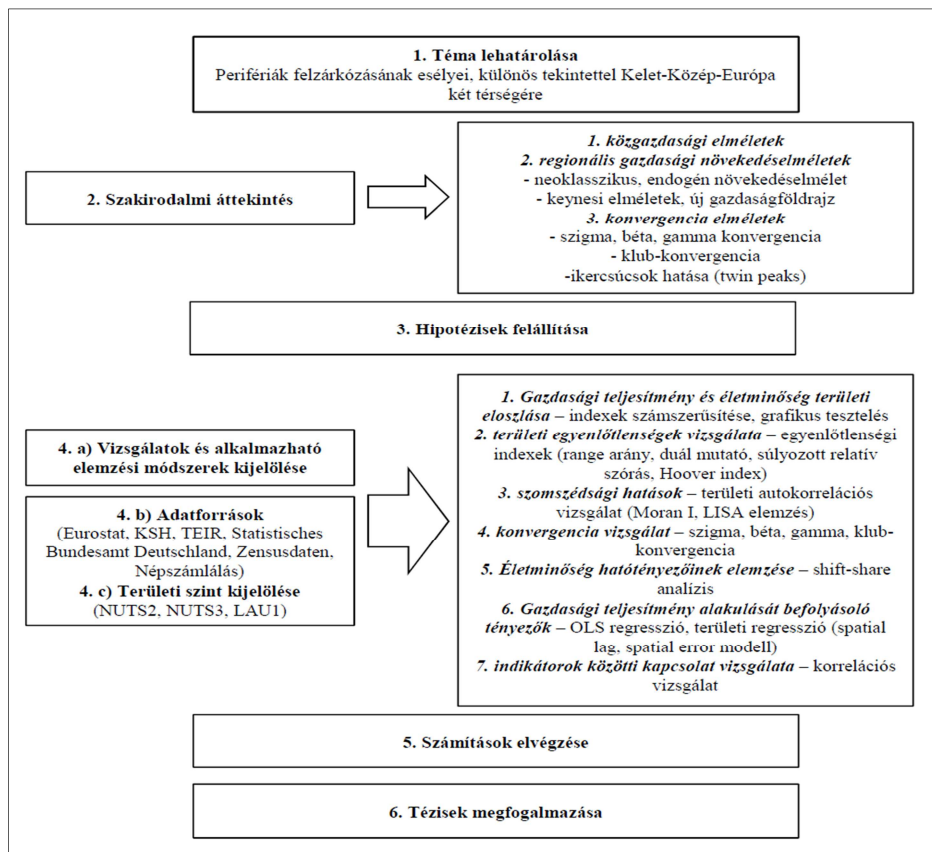 1. Téma lehatárolása
Perifériák felzárkózásának esélyei, különös tekintettel Kelet-Közép-Európa
két térségére
2. Szakirodalmi áttekintés
1. közgazdasági elméletek
2. regionális gazdasági növekedéselméletek
- neoklasszikus, endogén növekedéselmélet
- keynesi elméletek, új gazdaságföldrajz
3. konvergencia elméletek
- szigma, béta, gamma konvergencia
- klub-konvergencia
-ikercsúcsok hatása (twin peaks)
3. Hipotézisek felállítása
4. a) Vizsgálatok és alkalmazható
elemzési módszerek kijelölése
4. b) Adatforrások
(Eurostat, KSH, TEIR, Statistisches
Bundesamt Deutschland, Zensusdaten,
Népszámlálás)
4. c) Területi szint kijelölése
(NUTS2, NUTS3, LAU1)
1. Gazdasági teljesítmény és életminőség területi
eloszlása – indexek számszerűsítése, grafikus tesztelés
2. területi egyenlőtlenségek vizsgálata – egyenlőtlenségi
indexek (range arány, duál mutató, súlyozott relatív
szórás, Hoover index)
3. szomszédsági hatások – területi autokorrelációs
vizsgálat (Moran I, LISA elemzés)
4. konvergencia vizsgálat – szigma, béta, gamma, klub-
konvergencia
5. Életminőség hatótényezőinek elemzése – shift-share
analízis
6. Gazdasági teljesítmény alakulását befolyásoló
tényezők – OLS regresszió, területi regresszió (spatial
lag, spatial error modell)
7. indikátorok közötti kapcsolat vizsgálata – korrelációs
vizsgálat
5. Számítások elvégzése
6. Tézisek megfogalmazása